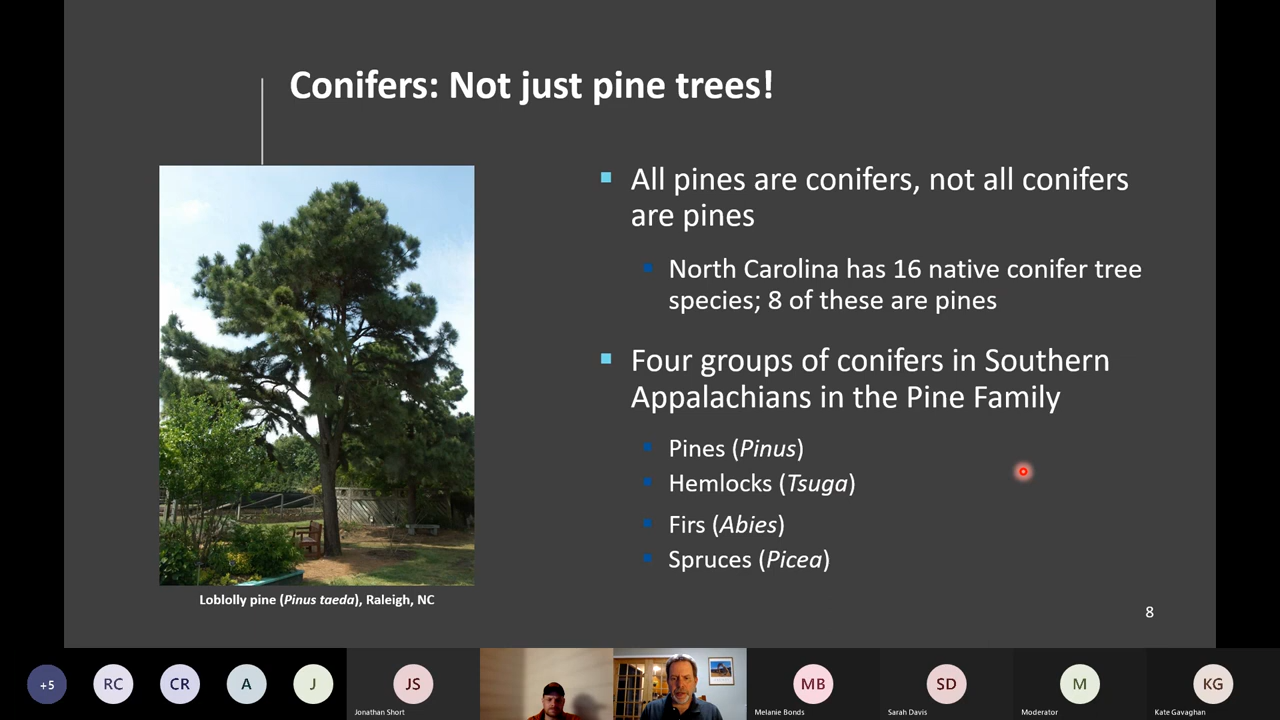 Conifers: Not just pine trees!
All pines are conifers, not all conifers
are pines
North Carolina has 16 native conifer tree
species; 8 of these are pines
Four groups of conifers in Southern
Appalachians in the Pine Family
Pines (Pinus)
Hemlocks (Tsuga)
Firs (Abies)
Spruces (Picea)
Loblolly pine (Pinus taeda), Raleigh, NC
8
+5
RC
CR
A
J
JS
Jonathan Short
MB
Melanie Bonds
SD
Sarah Davis
M
Moderator
KG
Kate Gavaghan